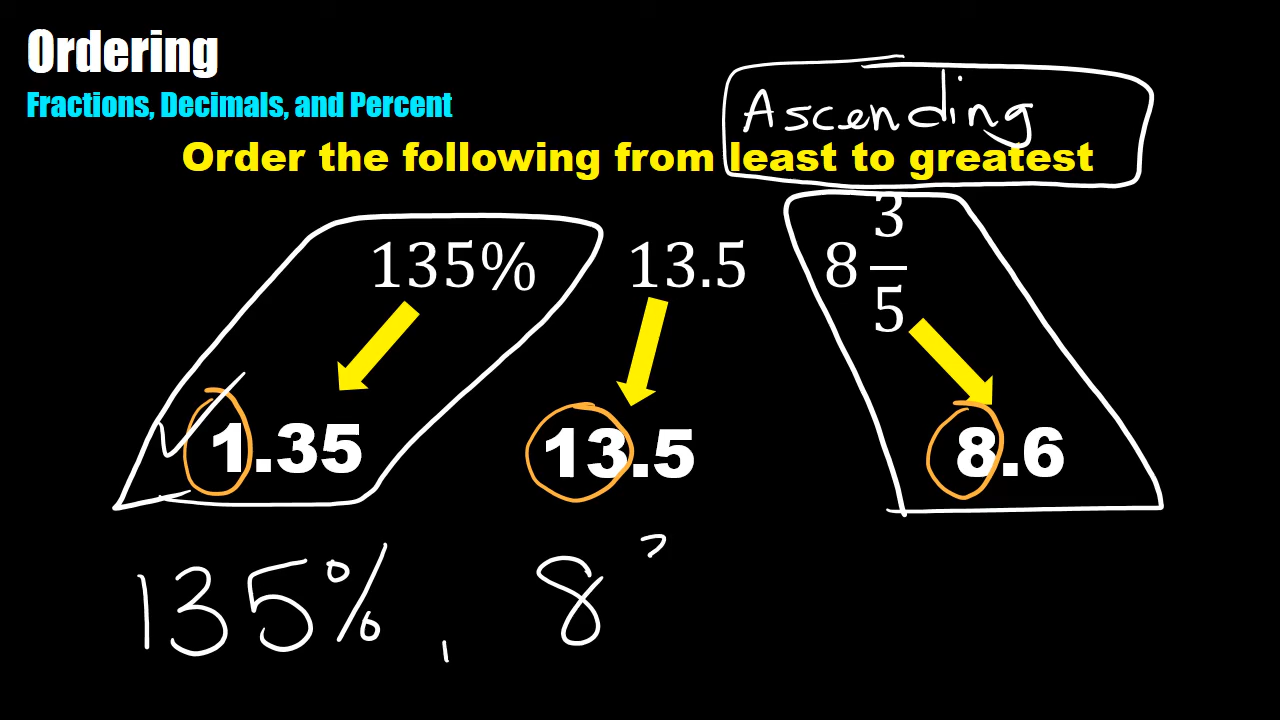 Ordering
Fractions, Decimals, and Percent
Ascending
Order the following from least to greatest
135% 13.5 8 3/5
1.35 13.5 8.6
135% , 8